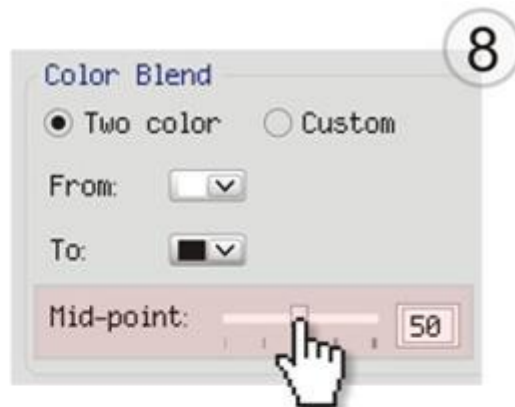 8
Color Blend
Two color Custom
From:
To:
Mid-point: 50